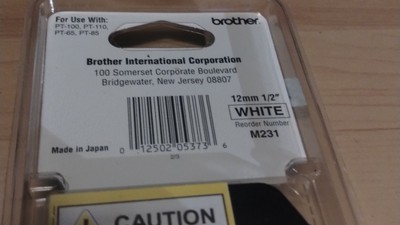 For Use With:
PT-100, PT-110,
PT-65, PT-85
brother
Brother International Corporation
100 Somerset Corporate Boulevard
Bridgewater, New Jersey 08807
12mm 1/2"
WHITE
Reorder Number
M231
Made in Japan
0 12502 05373 6
CAUTION